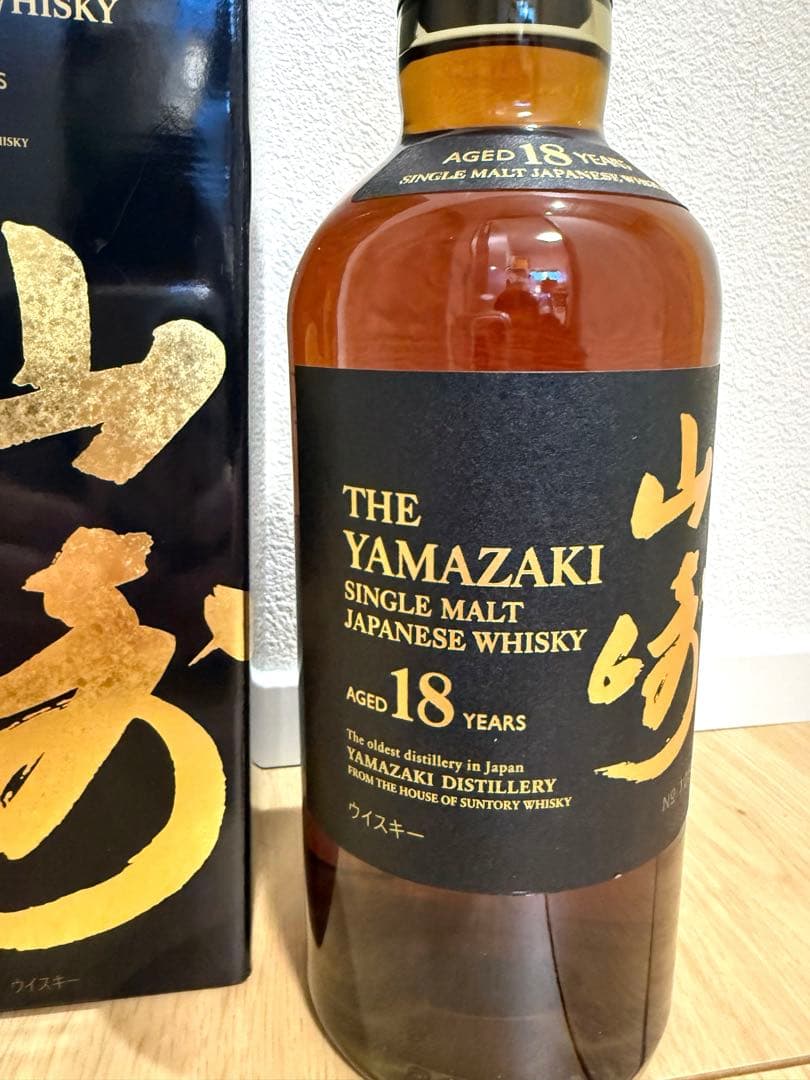 WHISKY
山崎
ウイスキー
AGED 18 YEARS
SINGLE MALT JAPANESE WHISKY
THE
YAMAZAKI
SINGLE MALT
JAPANESE WHISKY
AGED 18 YEARS
The oldest distillery in Japan
YAMAZAKI DISTILLERY
FROM THE HOUSE OF SUNTORY WHISKY
ウイスキー
山崎